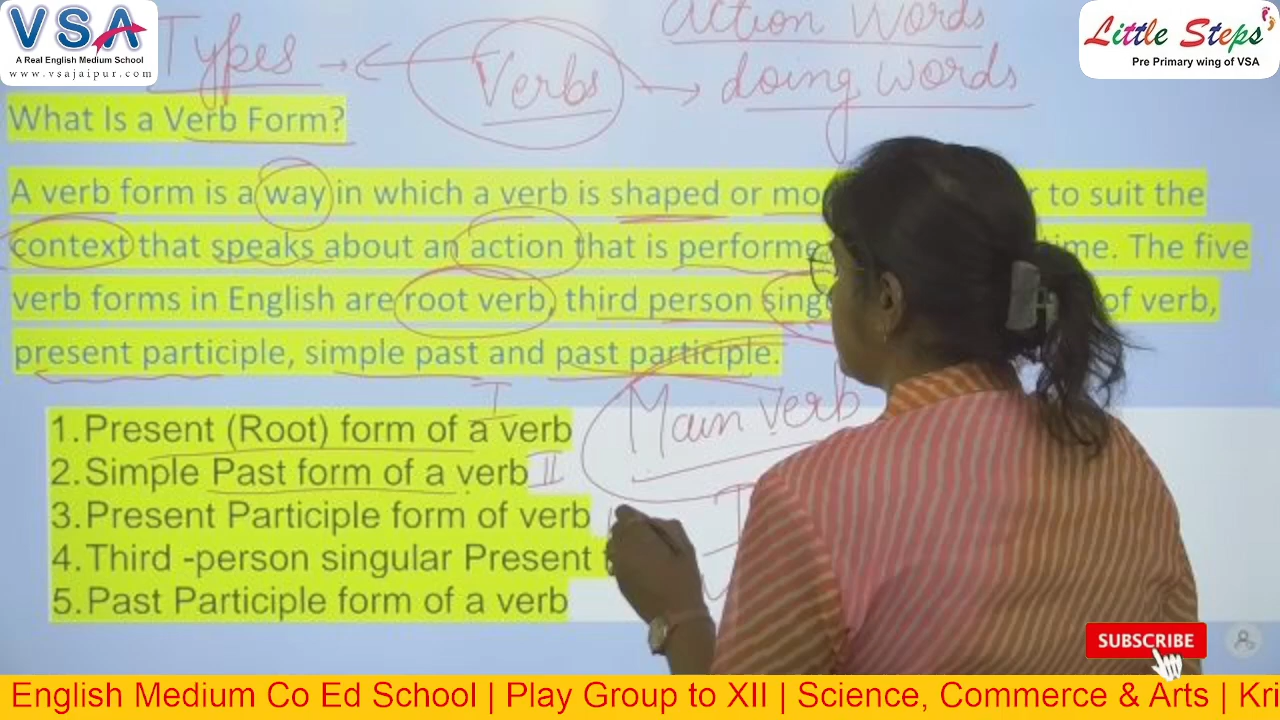 VSA
A Real English Medium School
www.vsajaipur.com
Little Steps
Pre Primary wing of VSA
Action Words
Types
Verbs
doing words
What Is a Verb Form?
A verb form is a way in which a verb is shaped or mo to suit the
context that speaks about an action that is performe The five
verb forms in English are root verb, third person sing of verb,
present participle, simple past and past participle.
I
Main Verb
1.Present (Root) form of a verb
2.Simple Past form of a verb II
3.Present Participle form of verb
4.Third -person singular Present
5.Past Participle form of a verb
SUBSCRIBE
English Medium Co Ed School | Play Group to XII | Science, Commerce & Arts | Kri